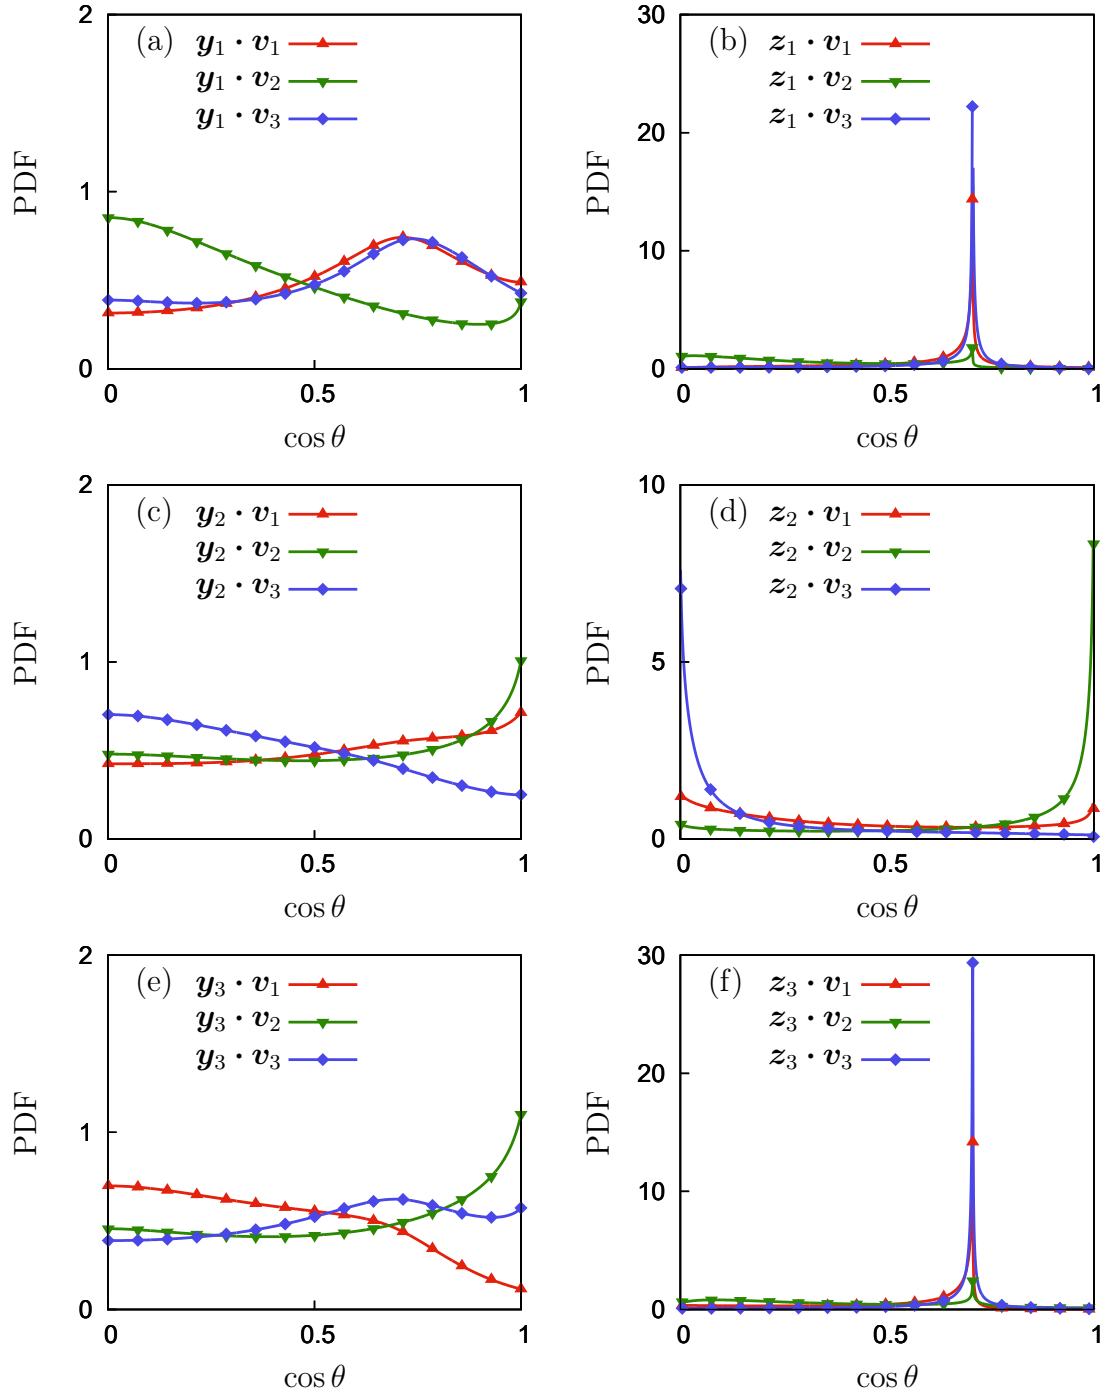 (a) y₁ · v₁
y₁ · v₂
y₁ · v₃
2
1
0
PDF
0 0.5 1
cos θ
(b) z₁ · v₁
z₁ · v₂
z₁ · v₃
30
20
10
0
PDF
0 0.5 1
cos θ
(c) y₂ · v₁
y₂ · v₂
y₂ · v₃
2
1
0
PDF
0 0.5 1
cos θ
(d) z₂ · v₁
z₂ · v₂
z₂ · v₃
10
5
0
PDF
0 0.5 1
cos θ
(e) y₃ · v₁
y₃ · v₂
y₃ · v₃
2
1
0
PDF
0 0.5 1
cos θ
(f) z₃ · v₁
z₃ · v₂
z₃ · v₃
30
20
10
0
PDF
0 0.5 1
cos θ